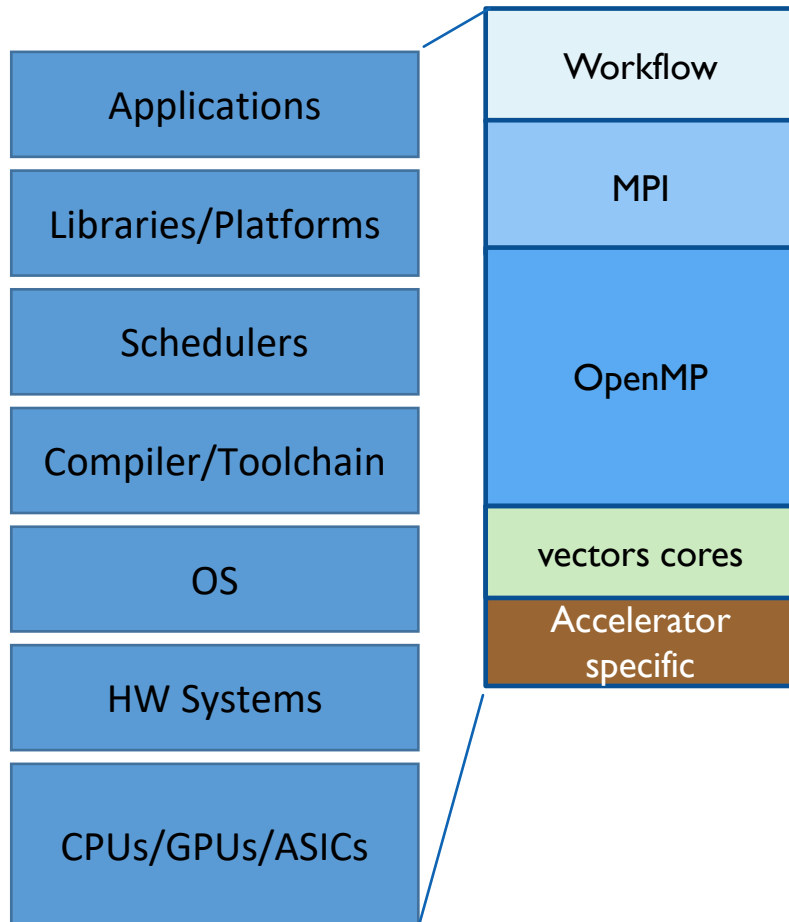 Applications
Libraries/Platforms
Schedulers
Compiler/Toolchain
OS
HW Systems
CPUs/GPUs/ASICs
Workflow
MPI
OpenMP
vectors cores
Accelerator
specific